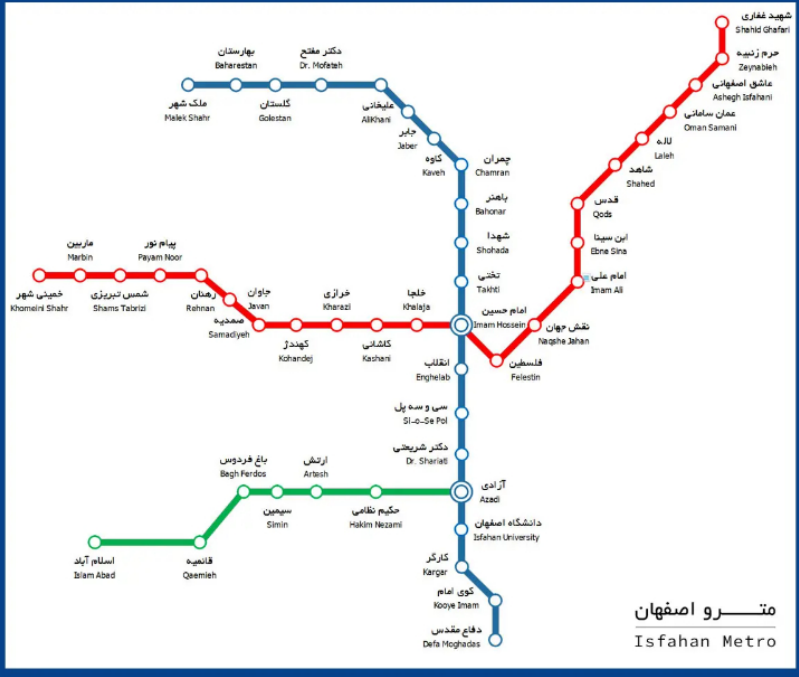 شهید غفاری
Shahid Ghafari
حرم زنبیه
Zeynabieh
عاشق اصفهانی
Ashegh Isfahani
عمان سامانی
Oman Samani
لاله
Laleh
شاهد
Shahed
قدس
Qods
ابن سینا
Ebne Sina
امام علی
Imam Ali
نقش جهان
Naqshe Jahan
فلسطین
Felestin
امام حسین
Imam Hossein
خلجا
Khalaja
کاشانی
Kashani
خرازی
Kharazi
کهندژ
Kohandej
جاوان
Javan
صمدیه
Samadiyeh
رهنان
Rehnan
پیام نور
Payam Noor
شمس تبریزی
Shams Tabrizi
ماربین
Marbin
خمینی شهر
Khomeini Shahr
ملک شهر
Malek Shahr
بهارستان
Baharestan
گلستان
Golestan
دکتر مفتح
Dr. Mofateh
علیخانی
AliKhani
جابر
Jaber
کاوه
Kaveh
چمران
Chamran
باهنر
Bahonar
شهدا
Shohada
تختی
Takhti
انقلاب
Enghelab
سی و سه پل
Si-o-Se Pol
دکتر شریعتی
Dr. Shariati
آزادی
Azadi
دانشگاه اصفهان
Isfahan University
کارگر
Kargar
کوی امام
Kooye Imam
دفاع مقدس
Defa Moghadas
حکیم نظامی
Hakim Nezami
ارتش
Artesh
سیمین
Simin
باغ فردوس
Bagh Ferdos
قائمیه
Qaemieh
اسلام آباد
Islam Abad
متـــرو اصفهان
Isfahan Metro